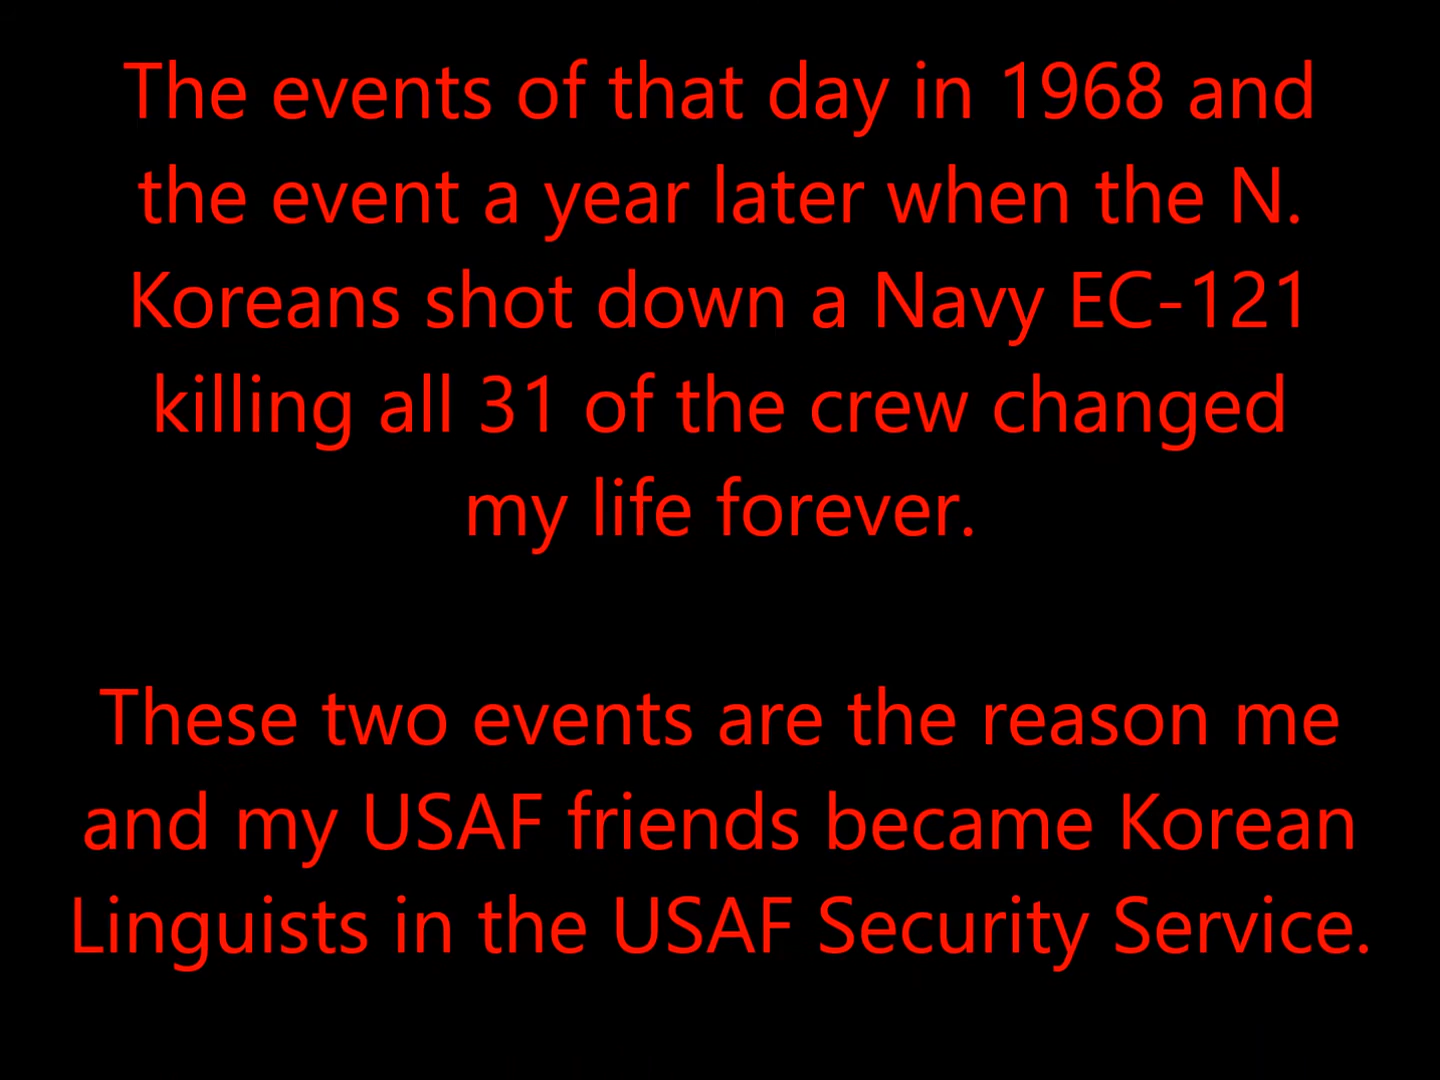 The events of that day in 1968 and
the event a year later when the N.
Koreans shot down a Navy EC-121
killing all 31 of the crew changed
my life forever.
These two events are the reason me
and my USAF friends became Korean
Linguists in the USAF Security Service.